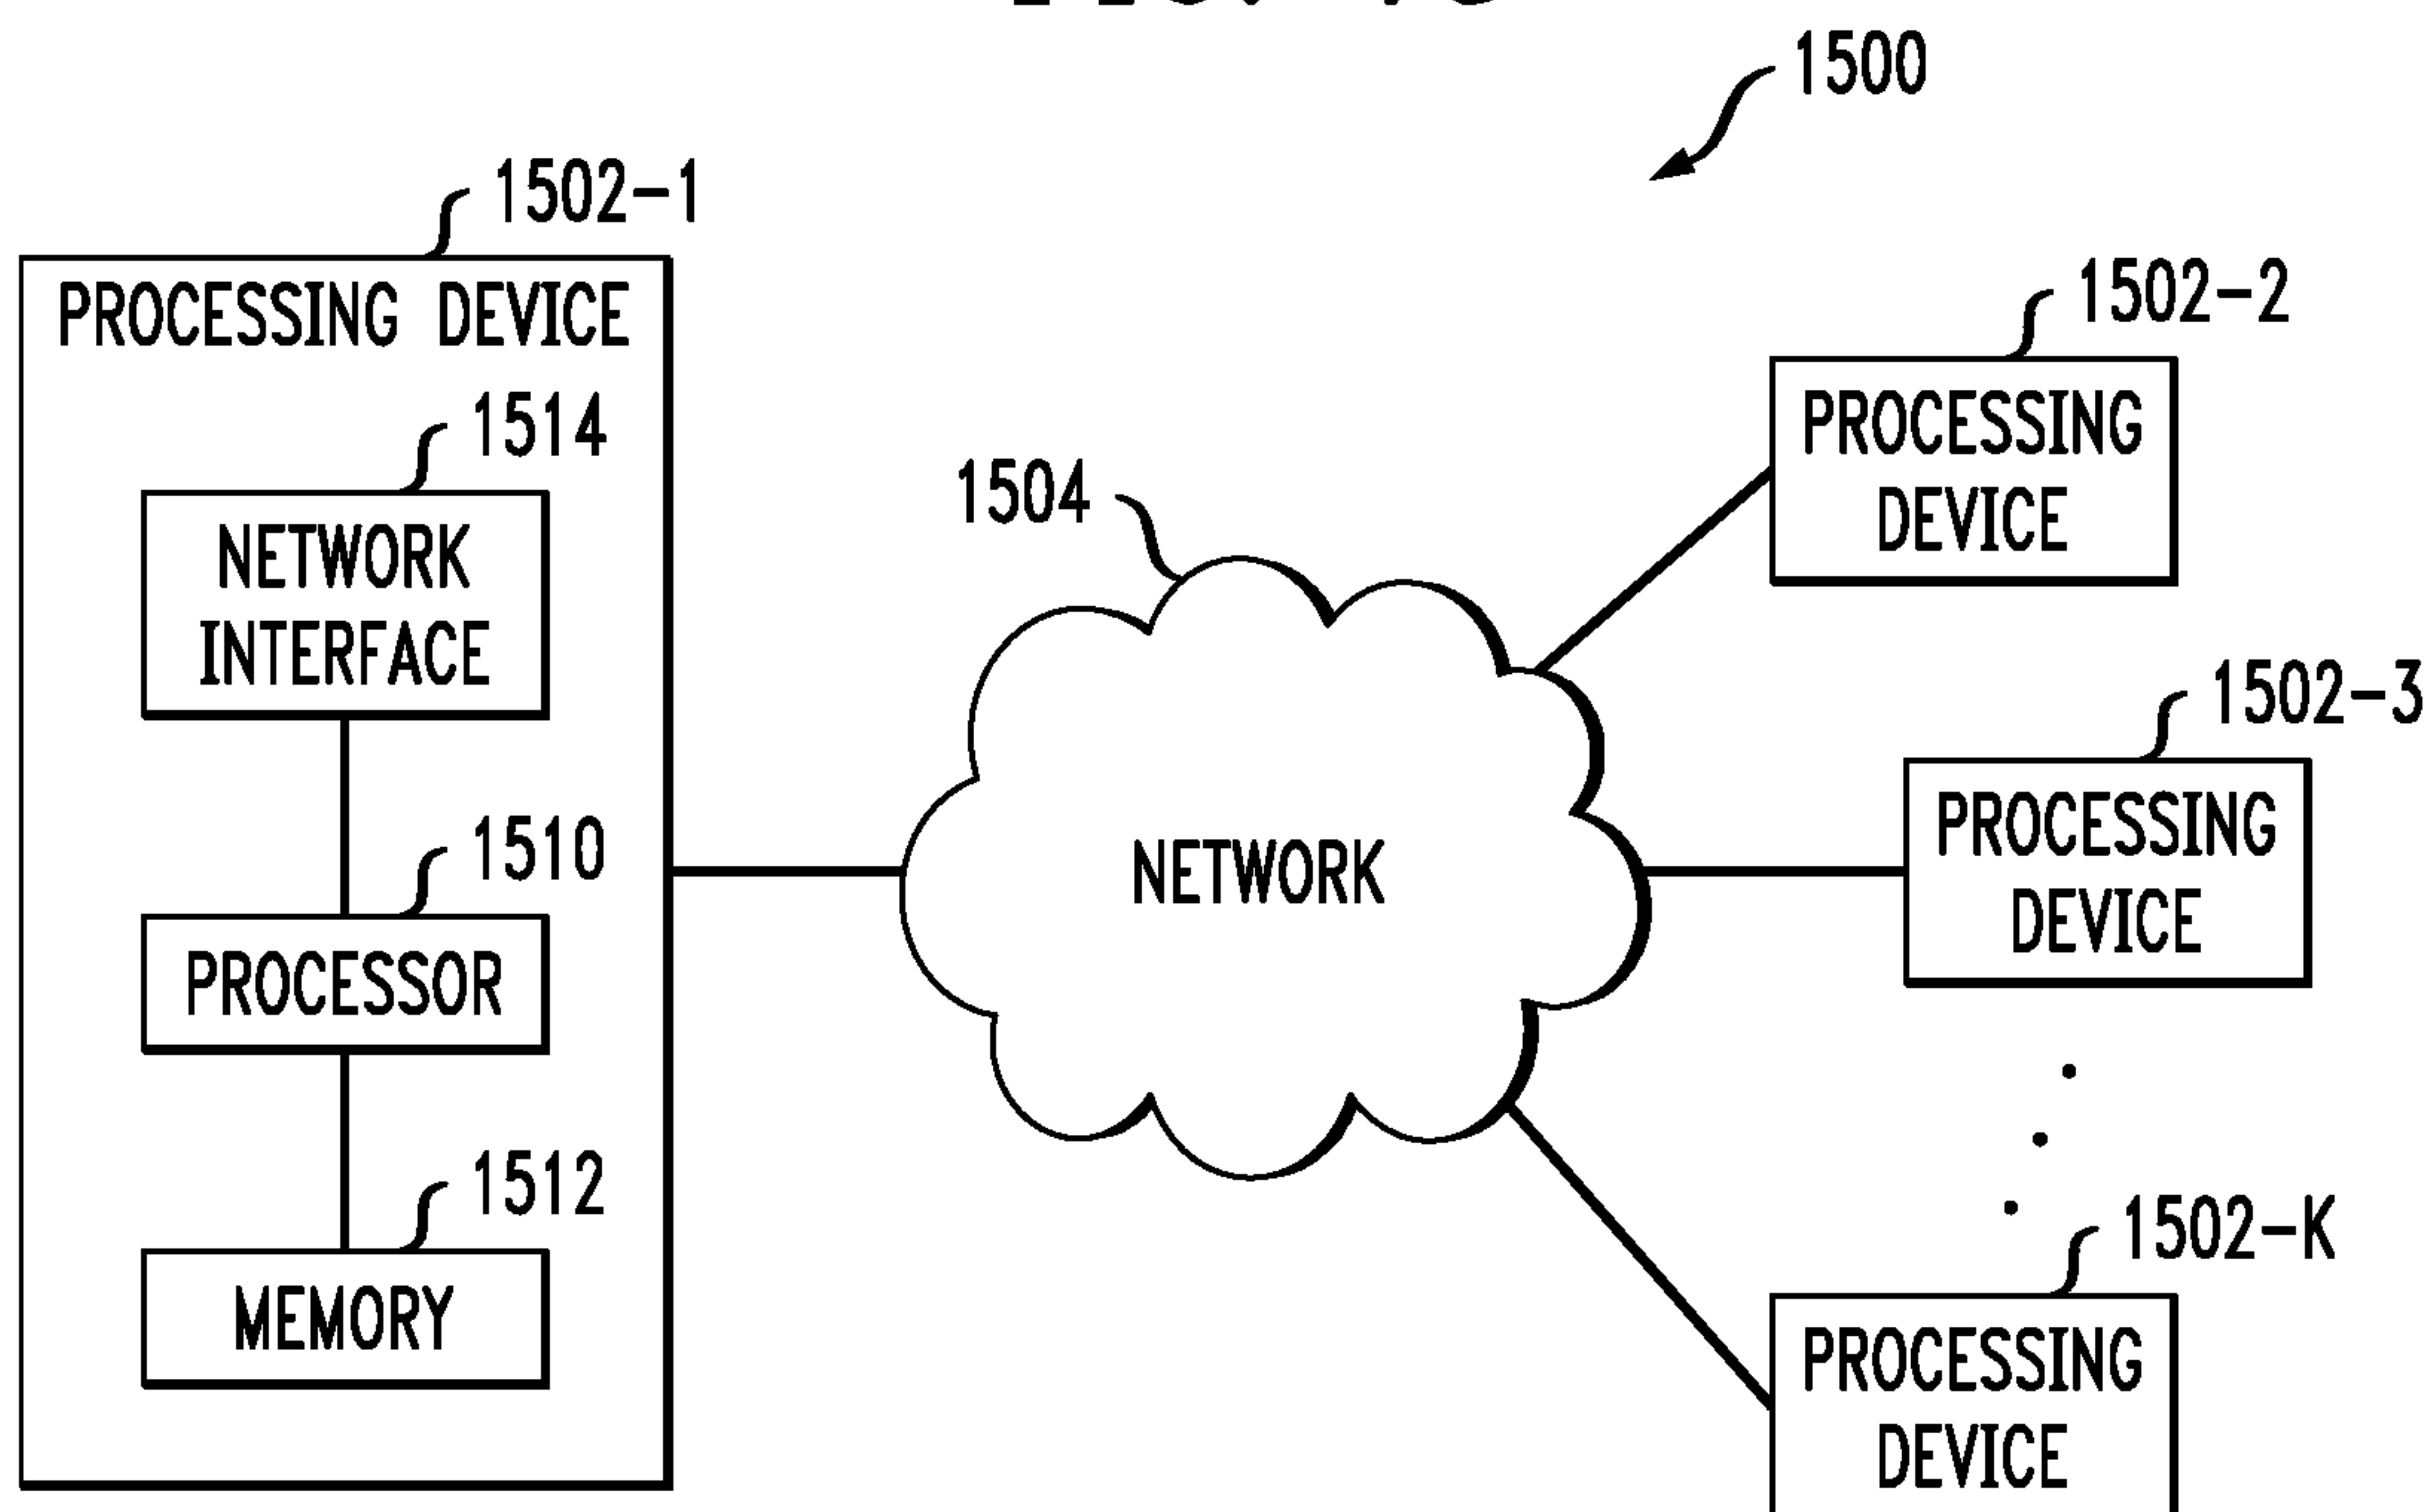 1500
1502-1
PROCESSING DEVICE
1514
NETWORK
INTERFACE
1510
PROCESSOR
1512
MEMORY
1504
NETWORK
1502-2
PROCESSING
DEVICE
1502-3
PROCESSING
DEVICE
1502-K
PROCESSING
DEVICE